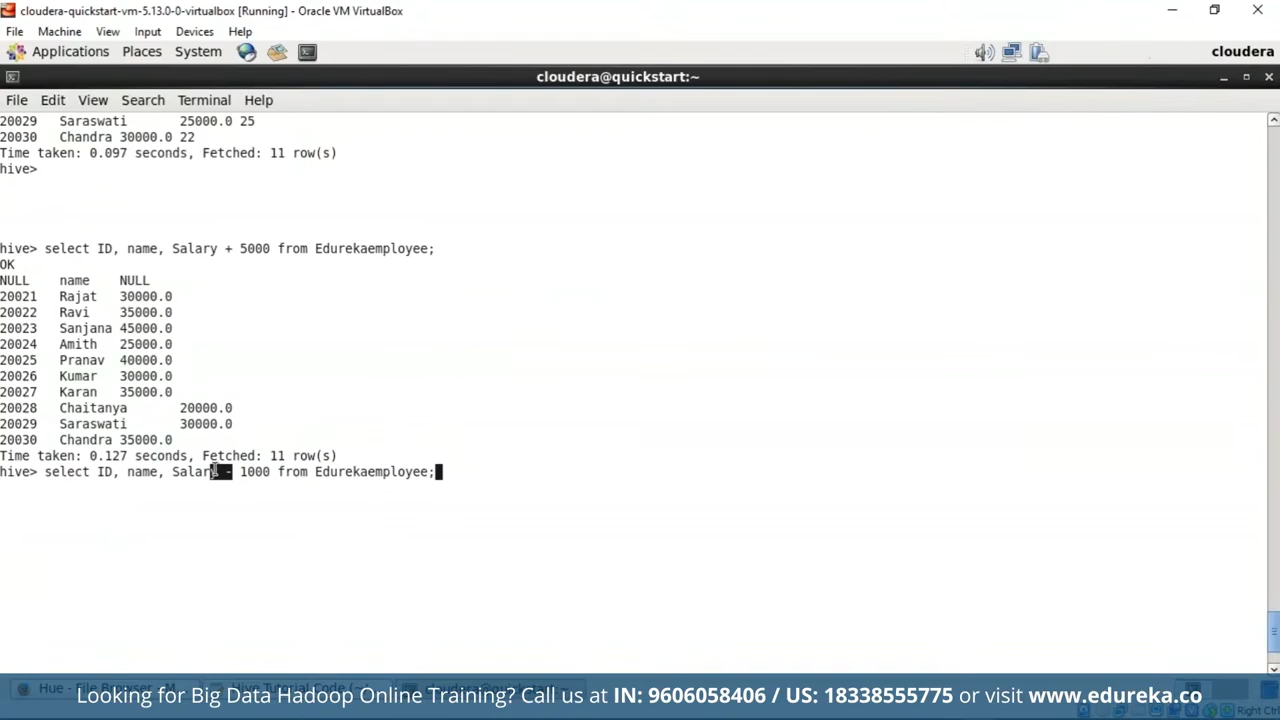 cloudera-quickstart-vm-5.13.0-0-virtualbox [Running] - Oracle VM VirtualBox
File Machine View Input Devices Help
Applications Places System cloudera
cloudera@quickstart:~
File Edit View Search Terminal Help
20029 Saraswati 25000.0 25
20030 Chandra 30000.0 22
Time taken: 0.097 seconds, Fetched: 11 row(s)
hive>
hive> select ID, name, Salary + 5000 from Edurekaemployee;
OK
NULL name NULL
20021 Rajat 30000.0
20022 Ravi 35000.0
20023 Sanjana 45000.0
20024 Amith 25000.0
20025 Pranav 40000.0
20026 Kumar 30000.0
20027 Karan 35000.0
20028 Chaitanya 20000.0
20029 Saraswati 30000.0
20030 Chandra 35000.0
Time taken: 0.127 seconds, Fetched: 11 row(s)
hive> select ID, name, Salary - 1000 from Edurekaemployee;
Looking for Big Data Hadoop Online Training? Call us at IN: 9606058406 / US: 18338555775 or visit www.edureka.co
Right Ctrl